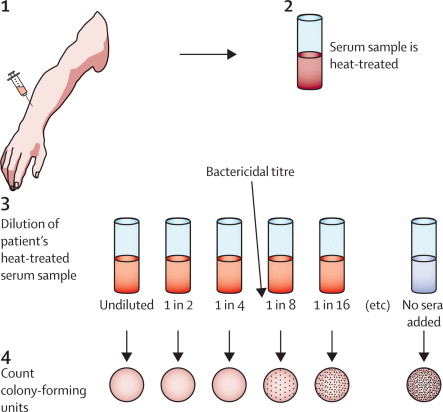 1
2
Serum sample is
heat-treated
Bactericidal titre
3
Dilution of
patient's
heat-treated
serum sample
Undiluted
1 in 2
1 in 4
1 in 8
1 in 16
(etc)
No sera
added
4
Count
colony-forming
units